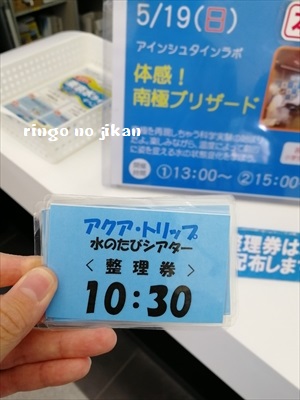 5/19(日)
アインシュタインラボ
体感！
南極ブリザード
①13:00～ ②15:00
ringo no jikan
アクア・トリップ
水のたびシアター
〈 整 理 券 〉
10:30
整理券は
配布しま